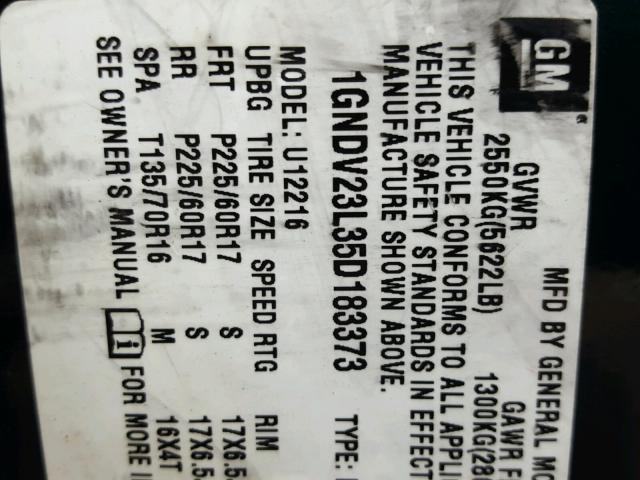 GM
MFD BY GENERAL MO
GVWR GAWR F
2550KG(5622LB) 1300KG(286
THIS VEHICLE CONFORMS TO ALL APPLI
VEHICLE SAFETY STANDARDS IN EFFECT
MANUFACTURE SHOWN ABOVE.
1GNDV23L35D183373 TYPE:
MODEL: U12216
UPBG TIRE SIZE SPEED RTG RIM
FRT P225/60R17 S 17X6.5
RR P225/60R17 S 17X6.5
SPA T135/70R16 M 16X4T
SEE OWNER'S MANUAL i FOR MORE I